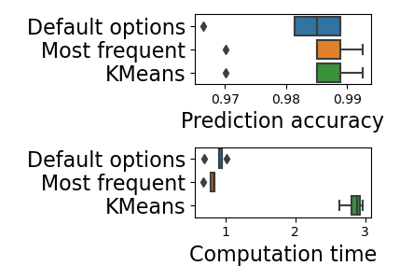 Default options
Most frequent
KMeans
0.97 0.98 0.99
Prediction accuracy
Default options
Most frequent
KMeans
1 2 3
Computation time